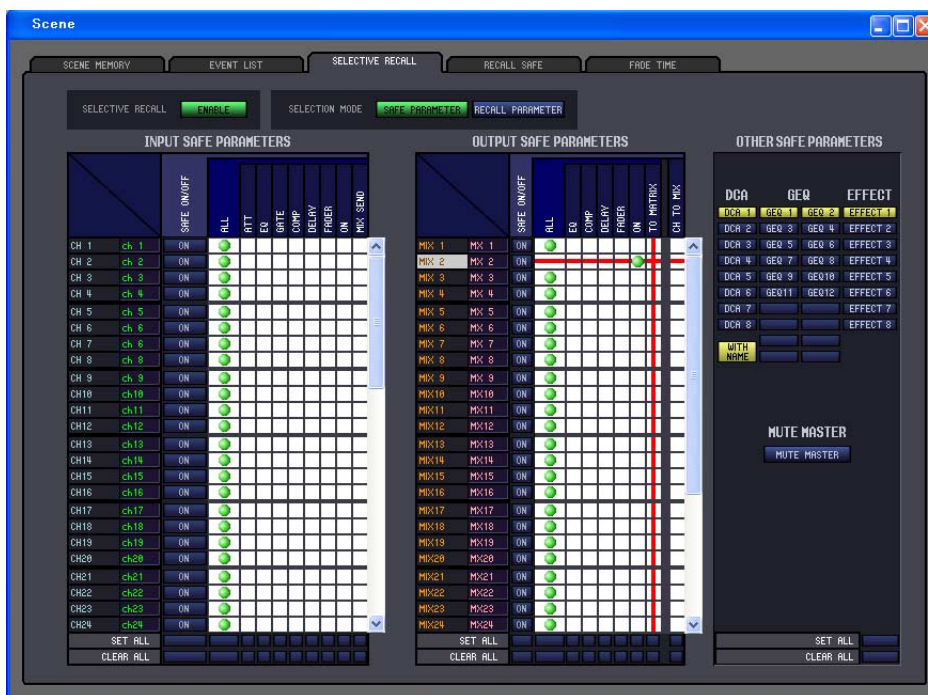 Scene
SCENE MEMORY EVENT LIST SELECTIVE RECALL RECALL SAFE FADE TIME
SELECTIVE RECALL ENABLE SELECTION MODE SAFE PARAMETER RECALL PARAMETER
INPUT SAFE PARAMETERS OUTPUT SAFE PARAMETERS OTHER SAFE PARAMETERS
SAFE ON/OFF ALL ATT EQ GATE COMP DELAY FADER ON MIX SEND
SAFE ON/OFF ALL EQ COMP DELAY FADER ON TO MATRIX CH TO MIX
DCA GEQ EFFECT
DCA 1 GEQ 1 GEQ 2 EFFECT 1
DCA 2 GEQ 3 GEQ 4 EFFECT 2
DCA 3 GEQ 5 GEQ 6 EFFECT 3
DCA 4 GEQ 7 GEQ 8 EFFECT 4
DCA 5 GEQ 9 GEQ10 EFFECT 5
DCA 6 GEQ11 GEQ12 EFFECT 6
DCA 7 EFFECT 7
DCA 8 EFFECT 8
WITH
NAME
MUTE MASTER
MUTE MASTER
CH 1 ch 1 ON MIX 1 MX 1 ON
CH 2 ch 2 ON MIX 2 MX 2 ON
CH 3 ch 3 ON MIX 3 MX 3 ON
CH 4 ch 4 ON MIX 4 MX 4 ON
CH 5 ch 5 ON MIX 5 MX 5 ON
CH 6 ch 6 ON MIX 6 MX 6 ON
CH 7 ch 6 ON MIX 7 MX 7 ON
CH 8 ch 8 ON MIX 8 MX 8 ON
CH 9 ch 9 ON MIX 9 MX 9 ON
CH10 ch10 ON MIX10 MX10 ON
CH11 ch11 ON MIX11 MX11 ON
CH12 ch12 ON MIX12 MX12 ON
CH13 ch13 ON MIX13 MX13 ON
CH14 ch14 ON MIX14 MX14 ON
CH15 ch15 ON MIX15 MX15 ON
CH16 ch16 ON MIX16 MX16 ON
CH17 ch17 ON MIX17 MX17 ON
CH18 ch18 ON MIX18 MX18 ON
CH19 ch19 ON MIX19 MX19 ON
CH20 ch20 ON MIX20 MX20 ON
CH21 ch21 ON MIX21 MX21 ON
CH22 ch22 ON MIX22 MX22 ON
CH23 ch23 ON MIX23 MX23 ON
CH24 ch24 ON MIX24 MX24 ON
SET ALL SET ALL SET ALL
CLEAR ALL CLEAR ALL CLEAR ALL